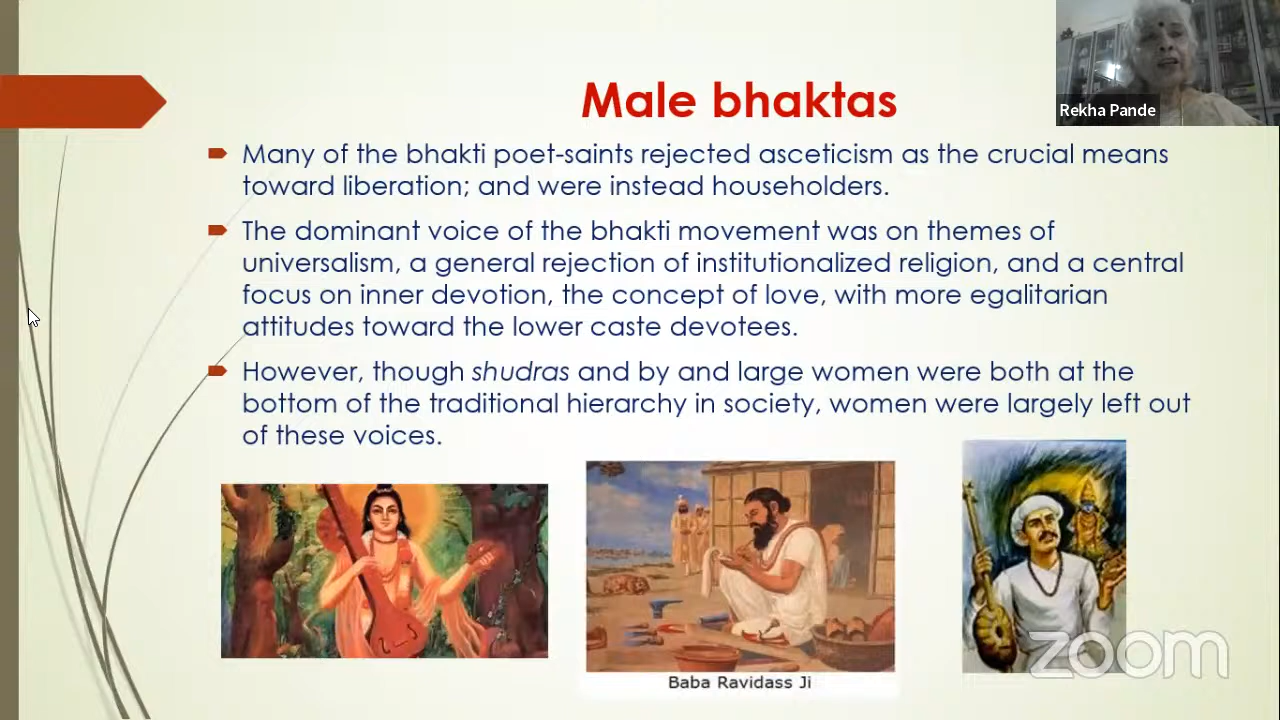 Male bhaktas
Rekha Pande
Many of the bhakti poet-saints rejected asceticism as the crucial means
toward liberation; and were instead householders.
The dominant voice of the bhakti movement was on themes of
universalism, a general rejection of institutionalized religion, and a central
focus on inner devotion, the concept of love, with more egalitarian
attitudes toward the lower caste devotees.
However, though shudras and by and large women were both at the
bottom of the traditional hierarchy in society, women were largely left out
of these voices.
Baba Ravidass Ji
zoom